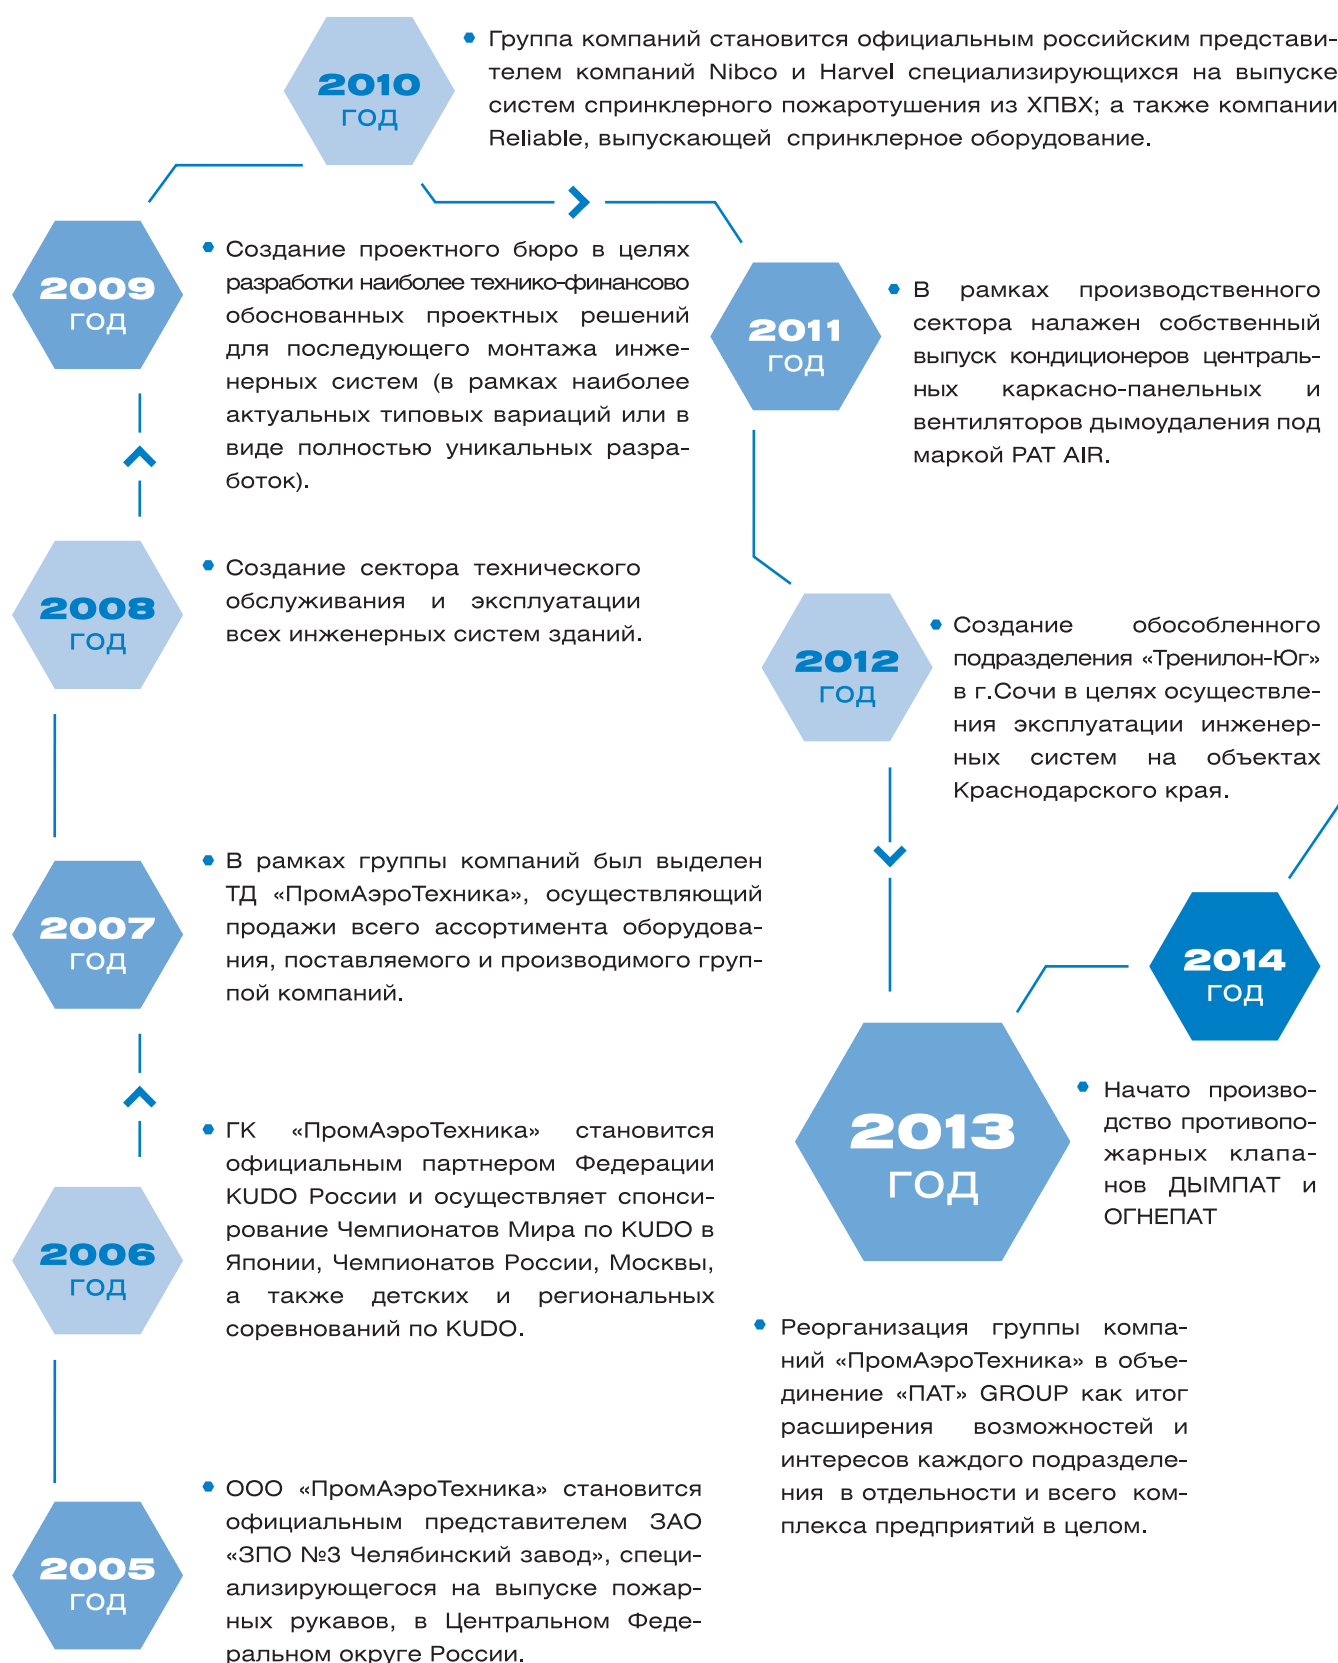 2010
ГОД
Группа компаний становится официальным российским представи-
телем компаний Nibco и Harvel специализирующихся на выпуске
систем спринклерного пожаротушения из ХПВХ; а также компании
Reliable, выпускающей спринклерное оборудование.
2009
ГОД
Создание проектного бюро в целях
разработки наиболее технико-финансово
обоснованных проектных решений
для последующего монтажа инже-
нерных систем (в рамках наиболее
актуальных типовых вариаций или в
виде полностью уникальных разра-
боток).
2011
ГОД
В рамках производственного
сектора налажен собственный
выпуск кондиционеров централь-
ных каркасно-панельных и
вентиляторов дымоудаления под
маркой PAT AIR.
2008
ГОД
Создание сектора технического
обслуживания и эксплуатации
всех инженерных систем зданий.
2012
ГОД
Создание обособленного
подразделения «Тренилон-Юг»
в г.Сочи в целях осуществле-
ния эксплуатации инженер-
ных систем на объектах
Краснодарского края.
2007
ГОД
В рамках группы компаний был выделен
ТД «ПромАэроТехника», осуществляющий
продажи всего ассортимента оборудова-
ния, поставляемого и производимого груп-
пой компаний.
2014
ГОД
Начато произво-
дство противопо-
жарных клапа-
нов ДЫМПАТ и
ОГНЕПАТ
2013
ГОД
Реорганизация группы компа-
ний «ПромАэроТехника» в объе-
динение «ПАТ» GROUP как итог
расширения возможностей и
интересов каждого подразделе-
ния в отдельности и всего ком-
плекса предприятий в целом.
2006
ГОД
ГК «ПромАэроТехника» становится
официальным партнером Федерации
KUDO России и осуществляет спонси-
рование Чемпионатов Мира по KUDO в
Японии, Чемпионатов России, Москвы,
а также детских и региональных
соревнований по KUDO.
2005
ГОД
ООО «ПромАэроТехника» становится
официальным представителем ЗАО
«ЗПО №3 Челябинский завод», специ-
ализирующегося на выпуске пожар-
ных рукавов, в Центральном Феде-
ральном округе России.